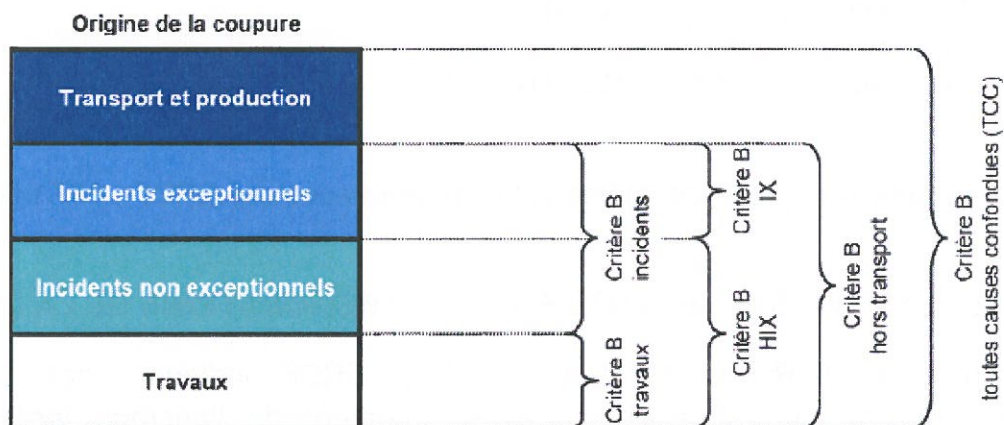 Origine de la coupure
Transport et production
Incidents exceptionnels
Incidents non exceptionnels
Travaux
Critère B
incidents
Critère B
travaux
Critère B
IX
Critère B
HIX
Critère B
hors transport
Critère B
toutes causes confondues (TCC)